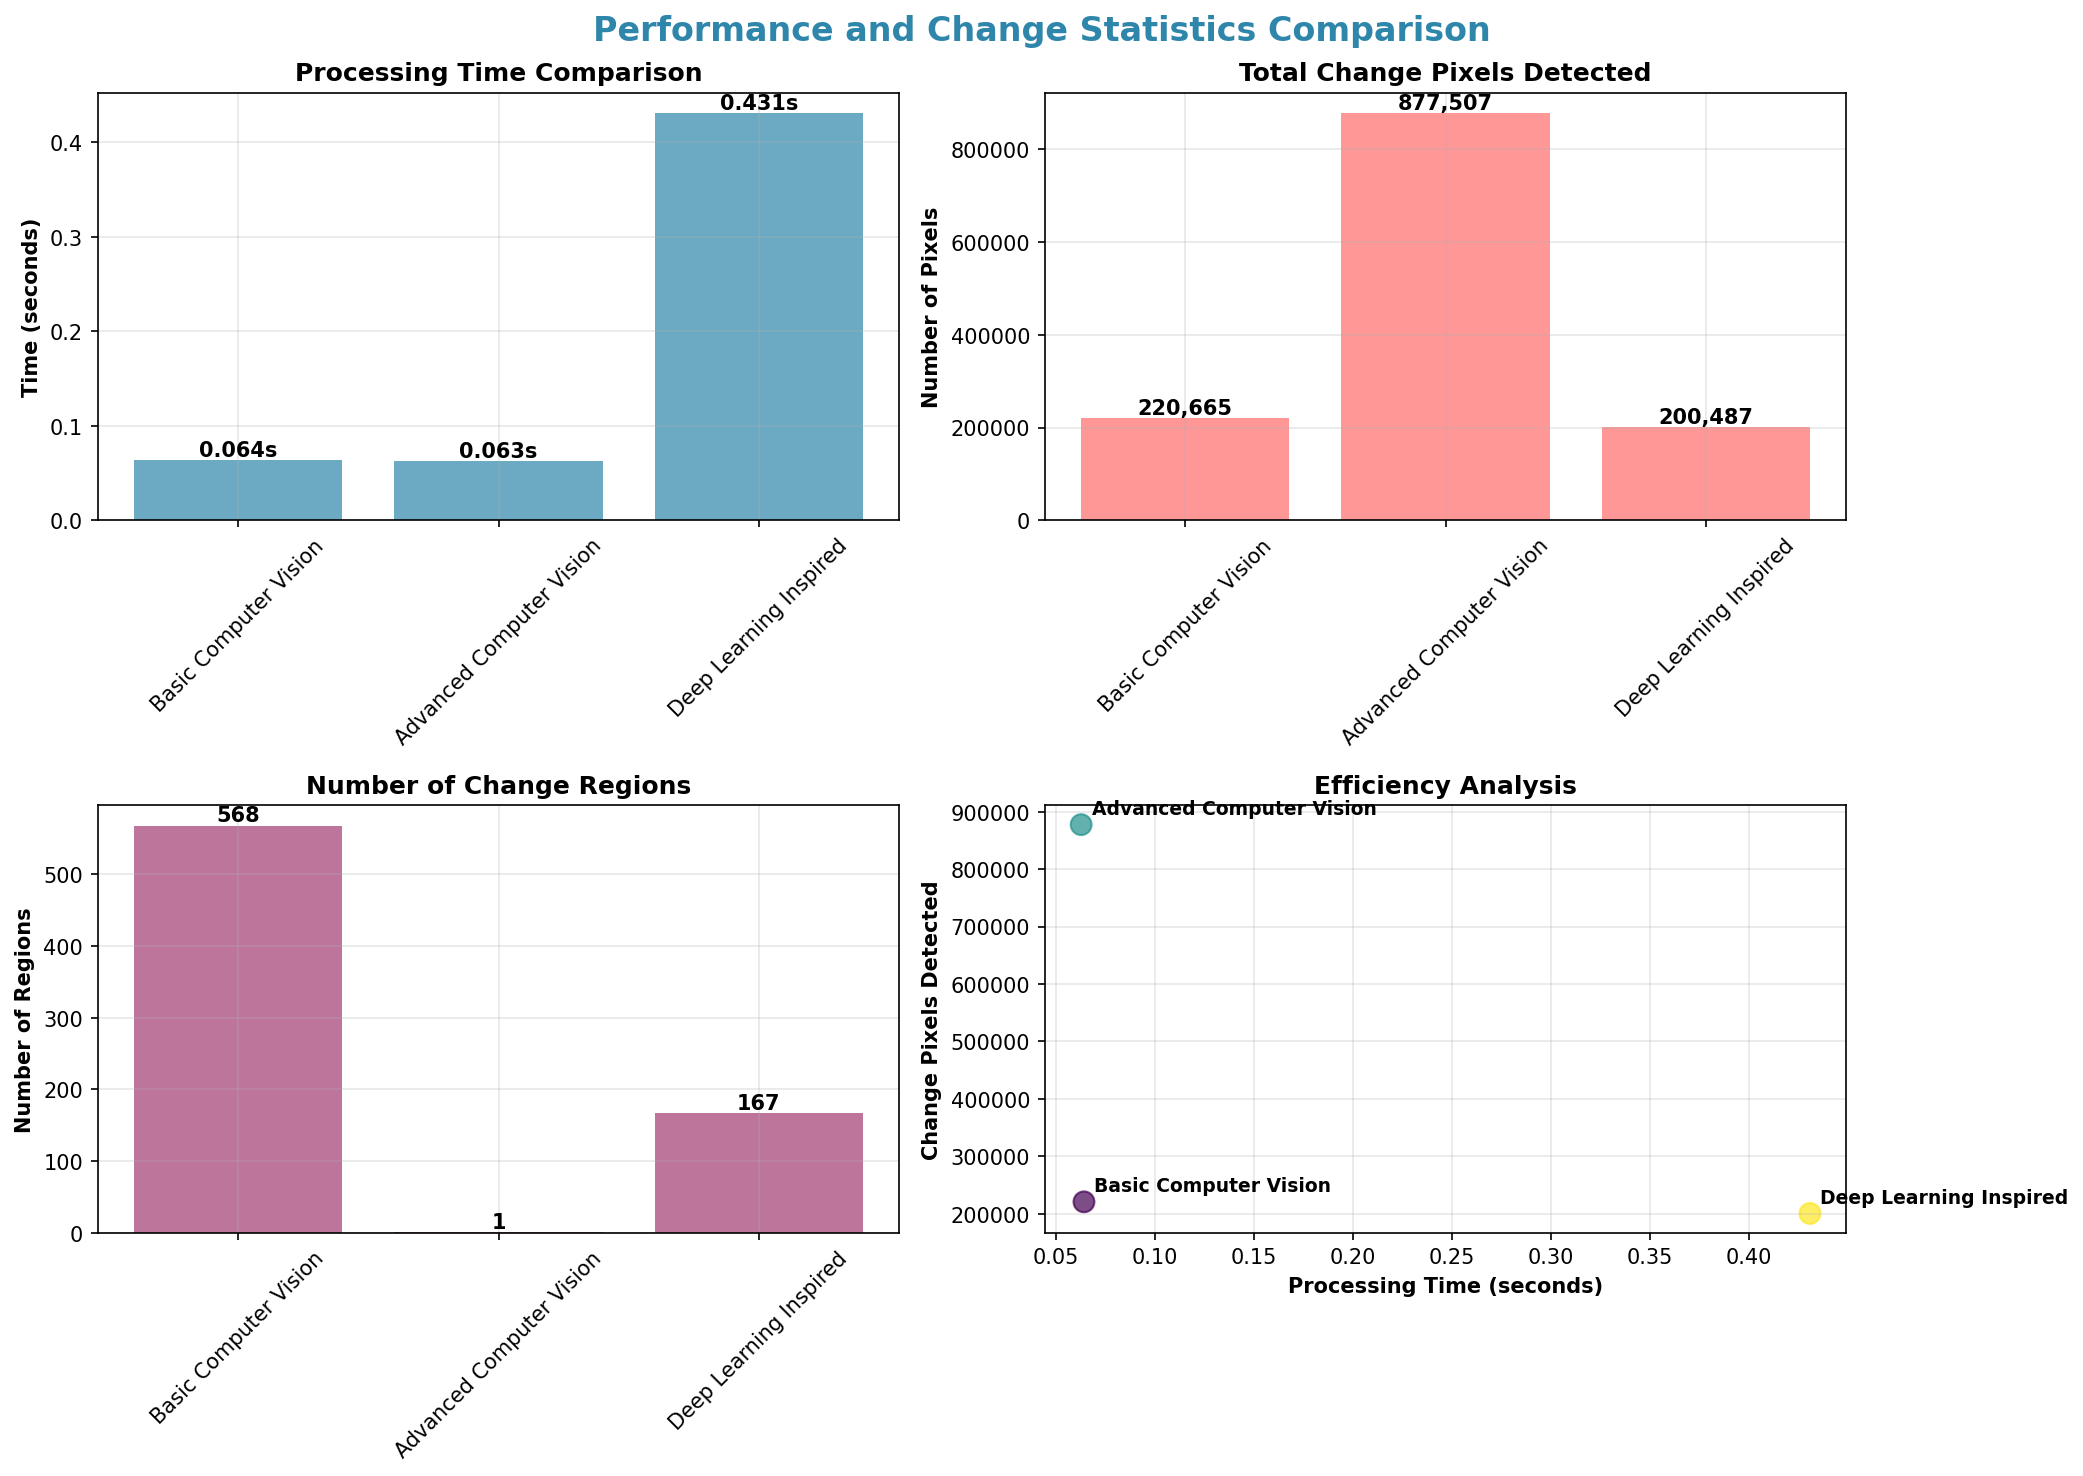 Performance and Change Statistics Comparison
Processing Time Comparison
Time (seconds)
0.4
0.3
0.2
0.1
0.0
0.064s
0.063s
0.431s
Basic Computer Vision
Advanced Computer Vision
Deep Learning Inspired
Total Change Pixels Detected
Number of Pixels
800000
600000
400000
200000
0
220,665
877,507
200,487
Basic Computer Vision
Advanced Computer Vision
Deep Learning Inspired
Number of Change Regions
Number of Regions
500
400
300
200
100
0
568
1
167
Basic Computer Vision
Advanced Computer Vision
Deep Learning Inspired
Efficiency Analysis
Change Pixels Detected
900000
800000
700000
600000
500000
400000
300000
200000
Advanced Computer Vision
Basic Computer Vision
Deep Learning Inspired
0.05 0.10 0.15 0.20 0.25 0.30 0.35 0.40
Processing Time (seconds)